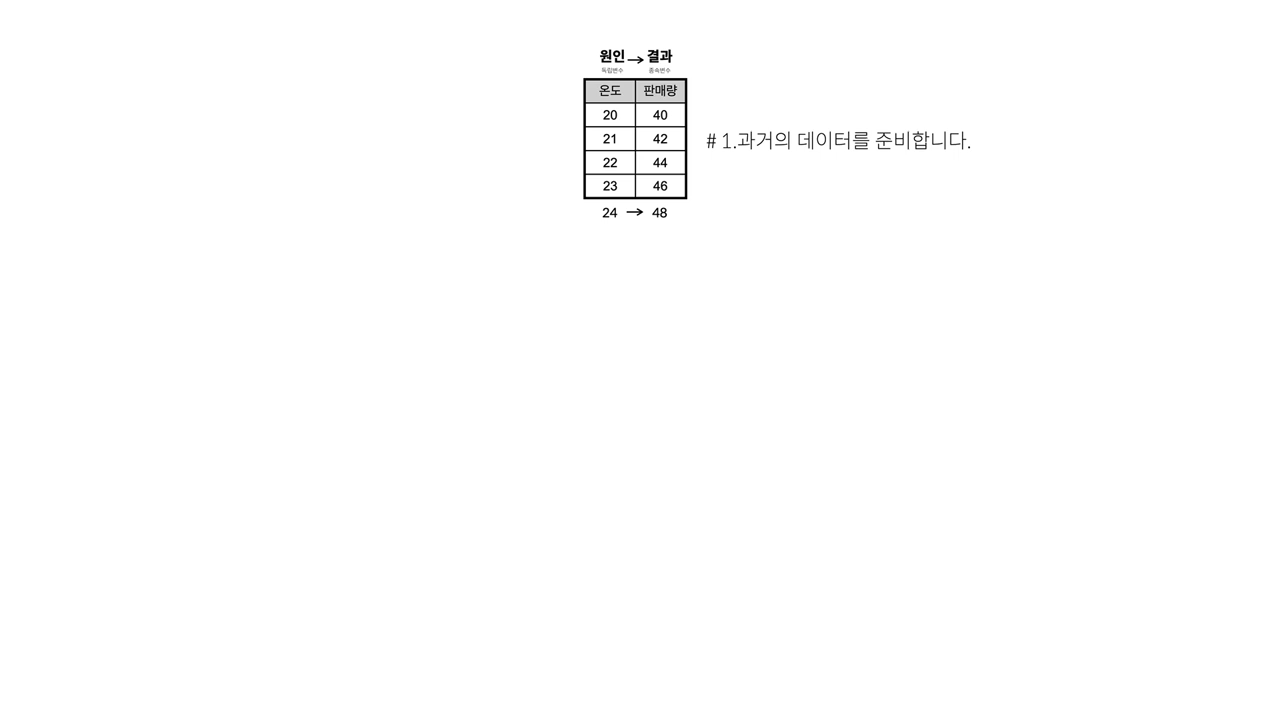 원인 → 결과
독립변수 종속변수
온도 판매량
20 40
21 42
# 1.과거의 데이터를 준비합니다.
22 44
23 46
24 → 48